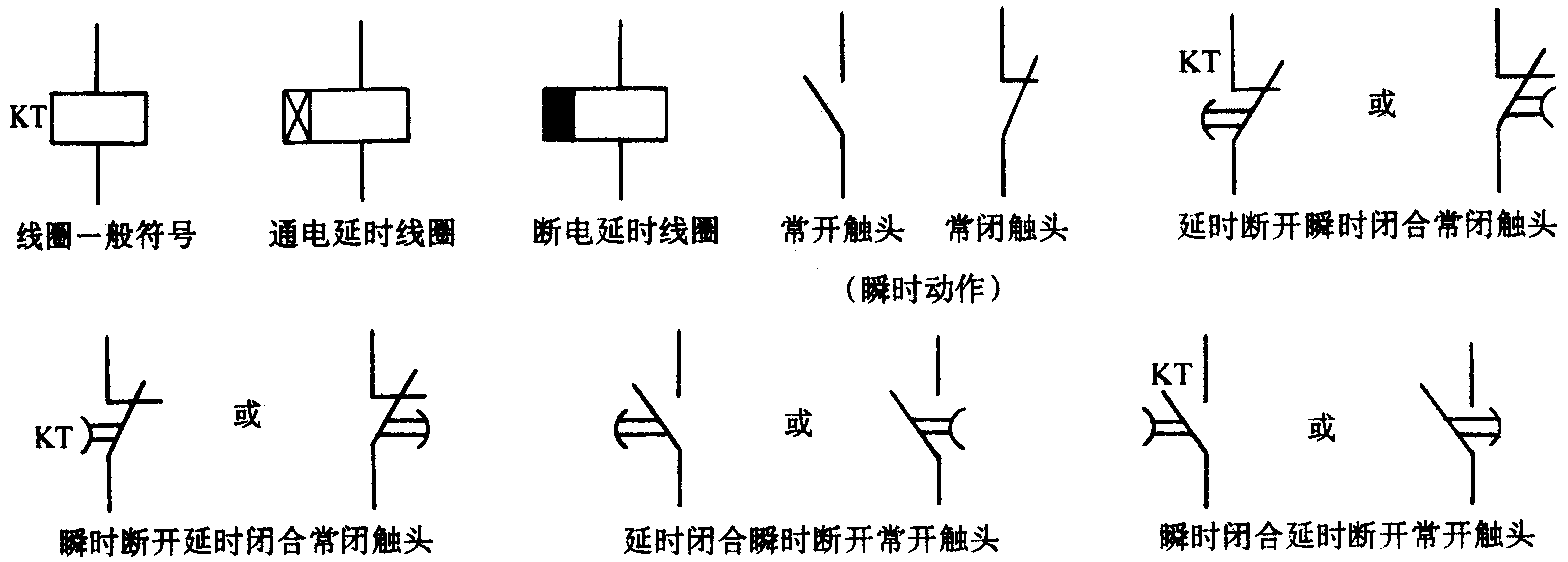 KT
KT
或
线圈一般符号
通电延时线圈
断电延时线圈
常开触头
常闭触头
延时断开瞬时闭合常闭触头
(瞬时动作)
KT
或
或
KT
或
瞬时断开延时闭合常闭触头
延时闭合瞬时断开常开触头
瞬时闭合延时断开常开触头